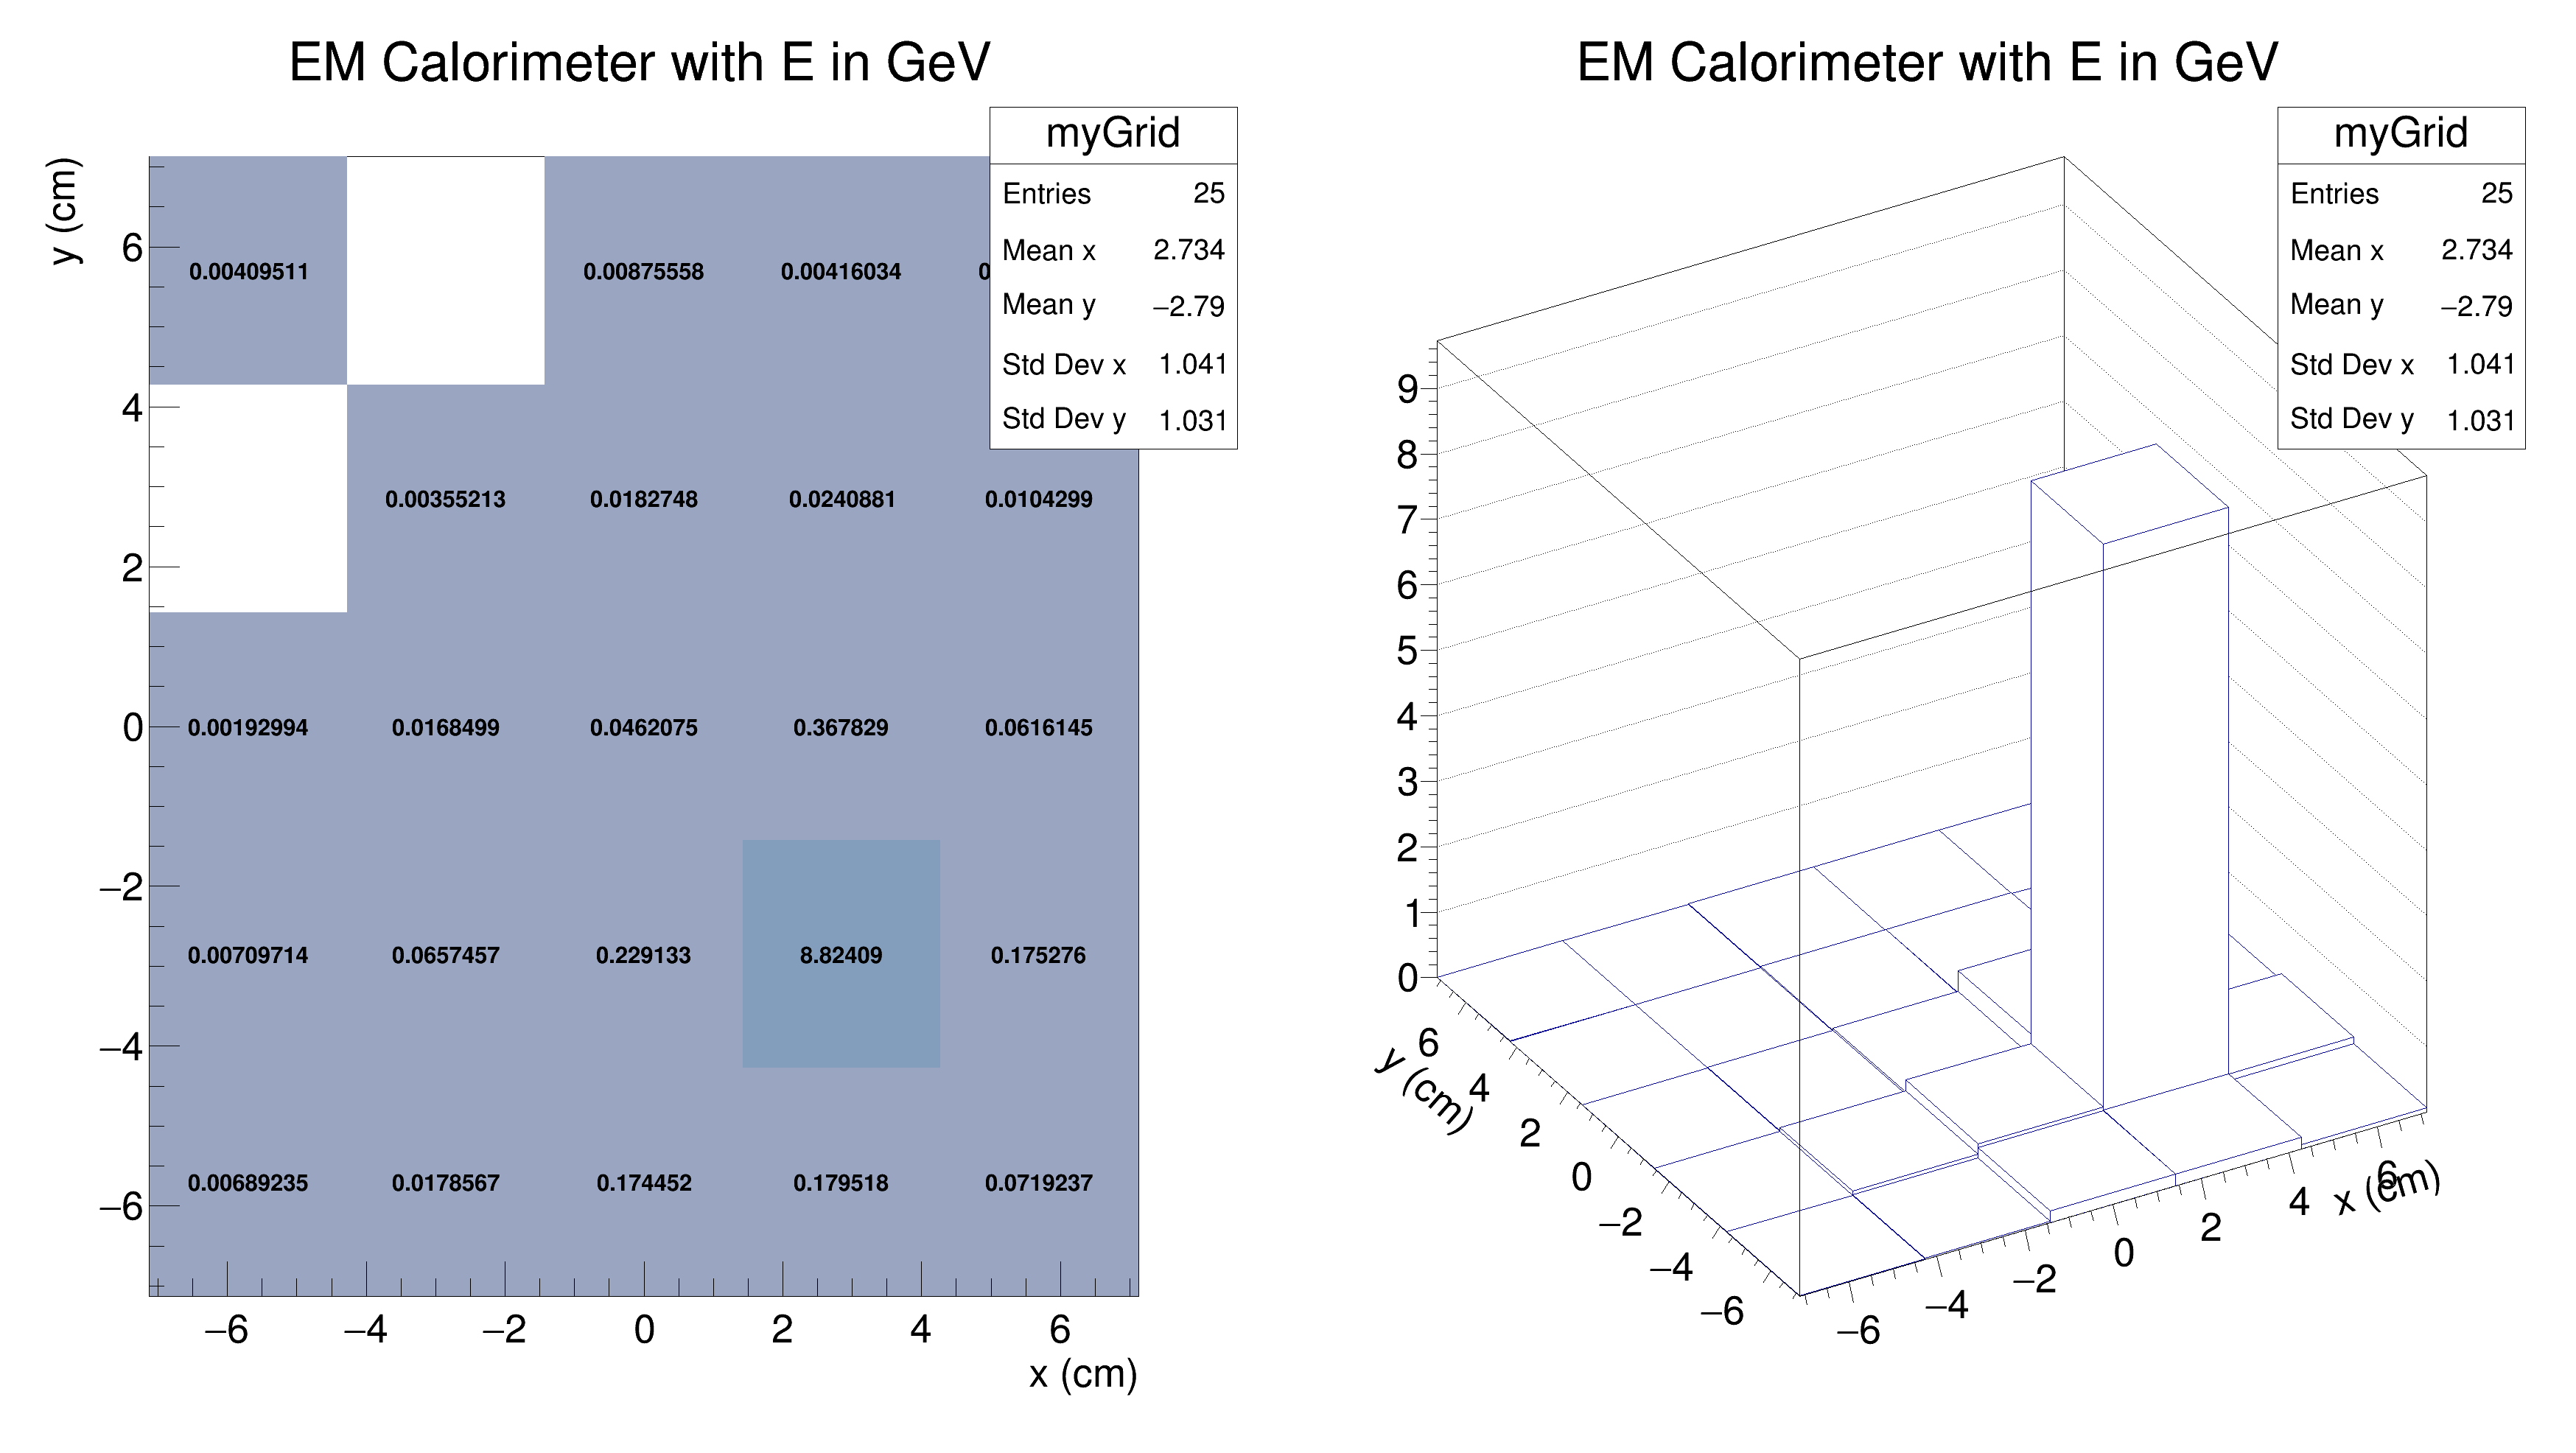 EM Calorimeter with E in GeV
myGrid
Entries 25
Mean x 2.734
Mean y −2.79
Std Dev x 1.041
Std Dev y 1.031
y (cm)
6
4
2
0
−2
−4
−6
0.00409511 0.00875558 0.00416034
0.00355213 0.0182748 0.0240881 0.0104299
0.00192994 0.0168499 0.0462075 0.367829 0.0616145
0.00709714 0.0657457 0.229133 8.82409 0.175276
0.00689235 0.0178567 0.174452 0.179518 0.0719237
−6 −4 −2 0 2 4 6
x (cm)
EM Calorimeter with E in GeV
myGrid
Entries 25
Mean x 2.734
Mean y −2.79
Std Dev x 1.041
Std Dev y 1.031
9
8
7
6
5
4
3
2
1
0
y (cm)
6
4
2
0
−2
−4
−6
−6
−4
−2
0
2
4
6
x (cm)